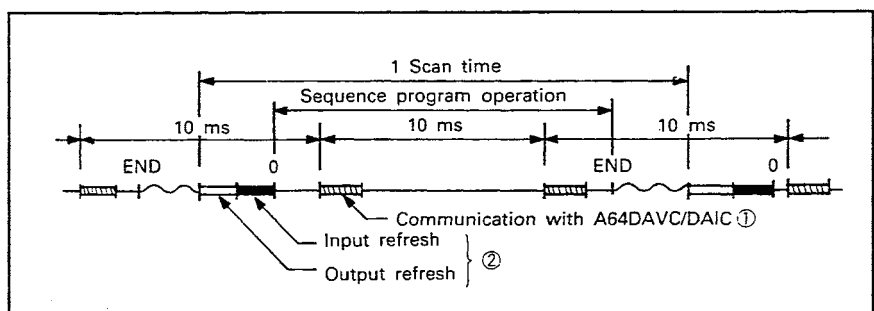 1 Scan time
Sequence program operation
10 ms 10 ms 10 ms
END 0 END 0
Communication with A64DAVC/DAIC ①
Input refresh
Output refresh
②